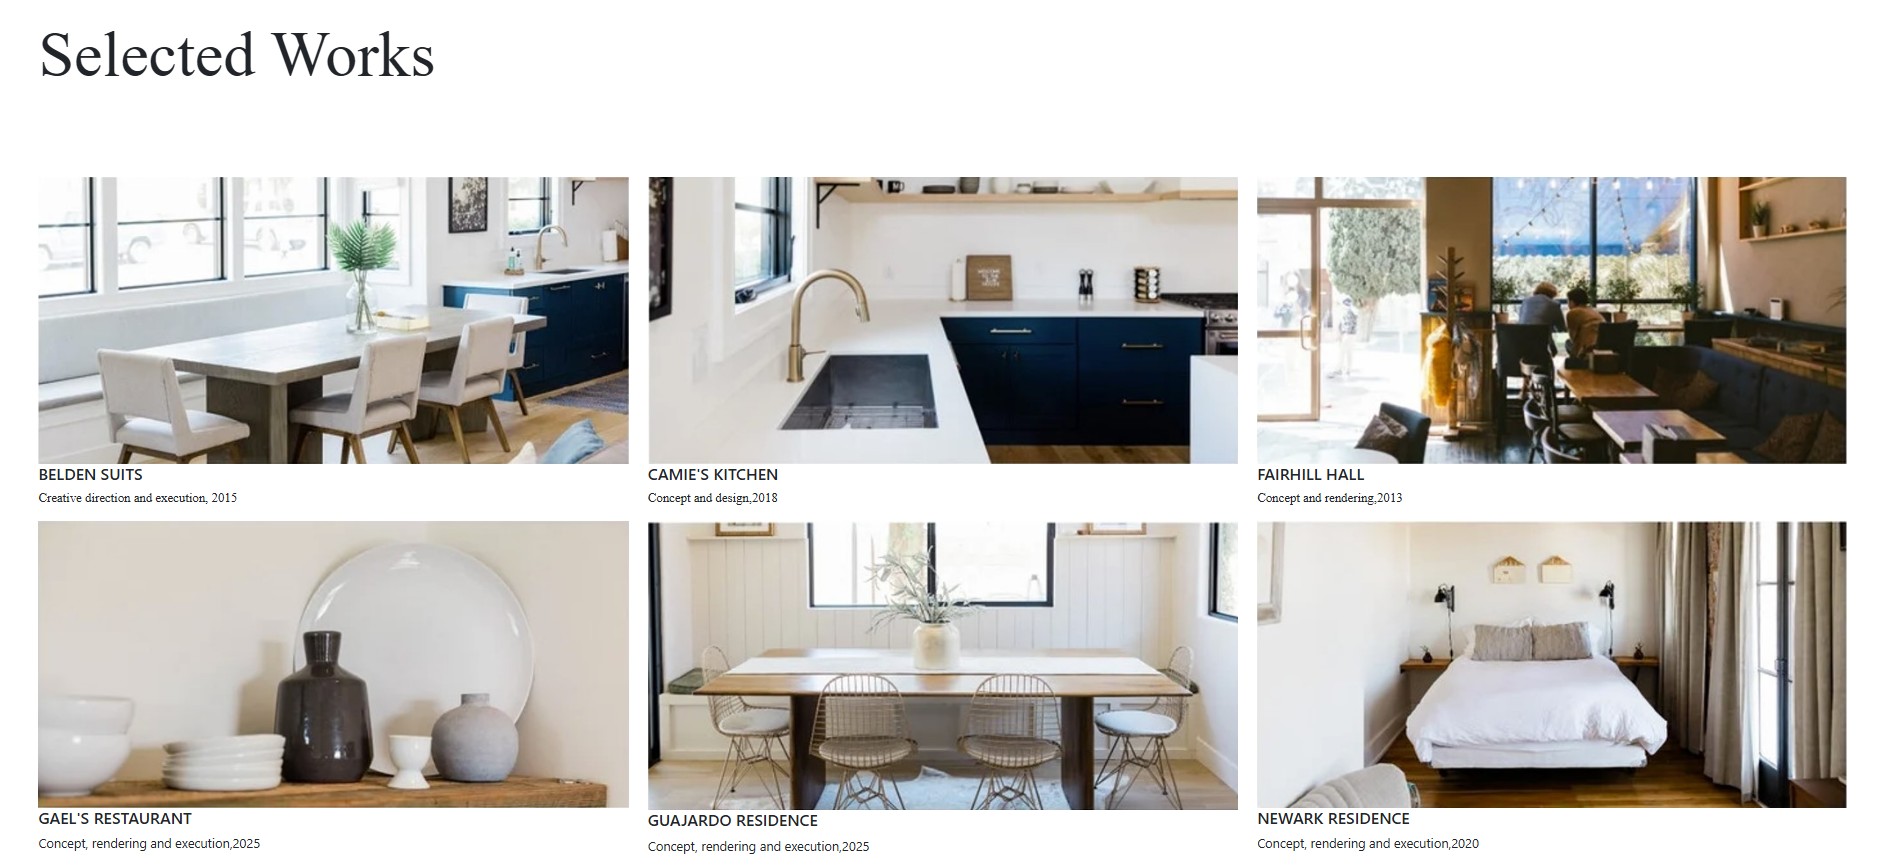 Selected Works
BELDEN SUITS
Creative direction and execution, 2015
CAMIE'S KITCHEN
Concept and design,2018
FAIRHILL HALL
Concept and rendering,2013
GAEL'S RESTAURANT
Concept, rendering and execution,2025
GUAJARDO RESIDENCE
Concept, rendering and execution,2025
NEWARK RESIDENCE
Concept, rendering and execution,2020